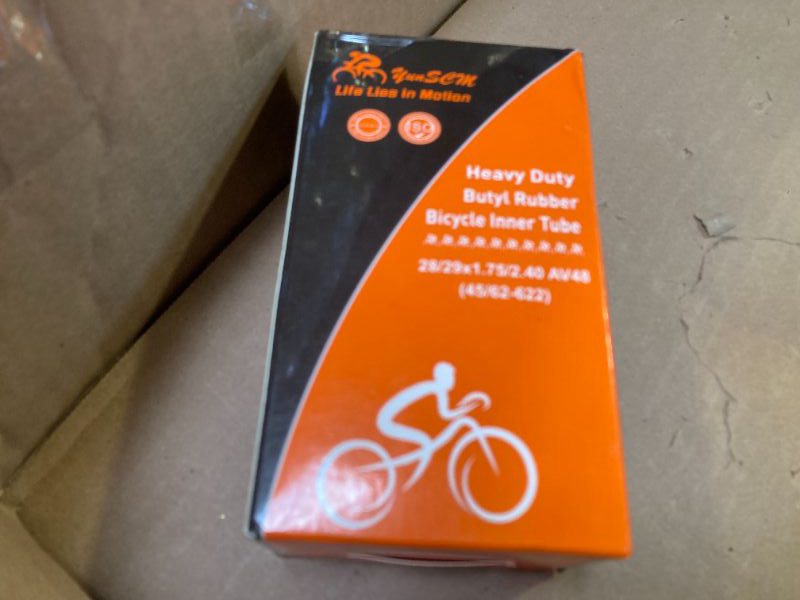 YunSCM
Life Lies in Motion
Heavy Duty
Butyl Rubber
Bicycle Inner Tube
28/29x1.75/2.40 AV48
(45/62-622)